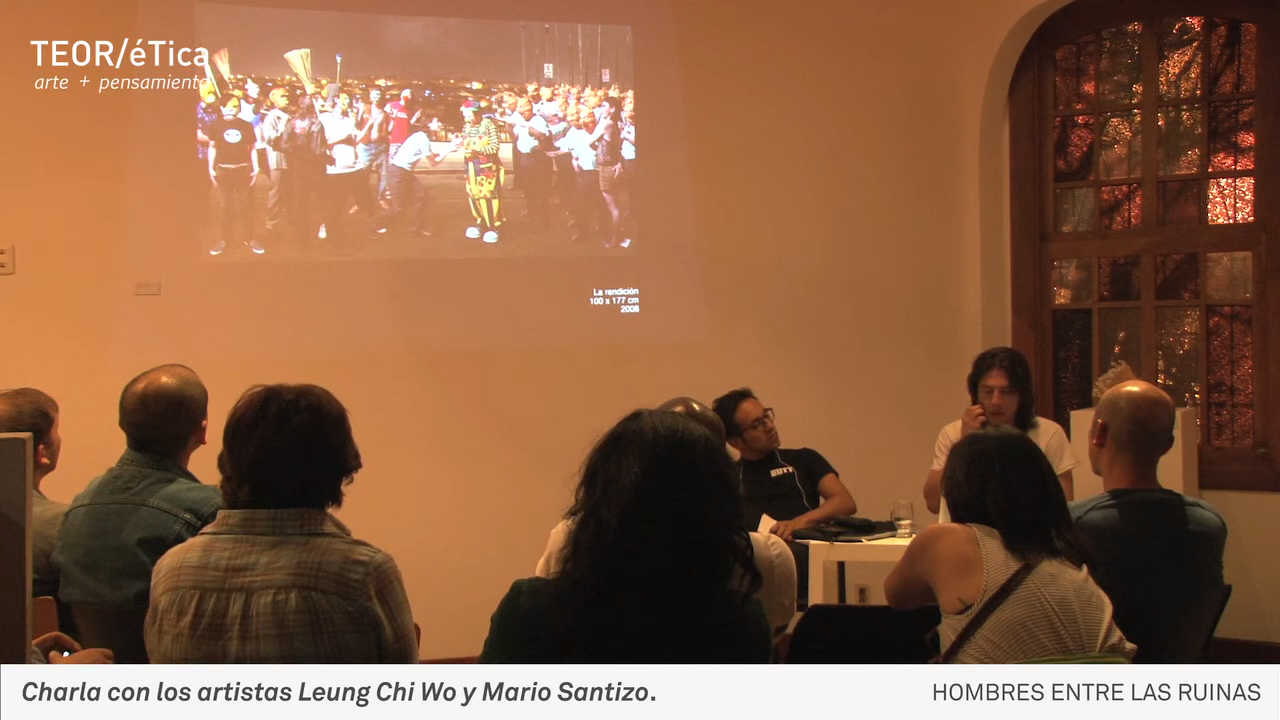 TEOR/éTica
arte + pensamiento
La rendición
100 x 177 cm
2008
Charla con los artistas Leung Chi Wo y Mario Santizo.
HOMBRES ENTRE LAS RUINAS